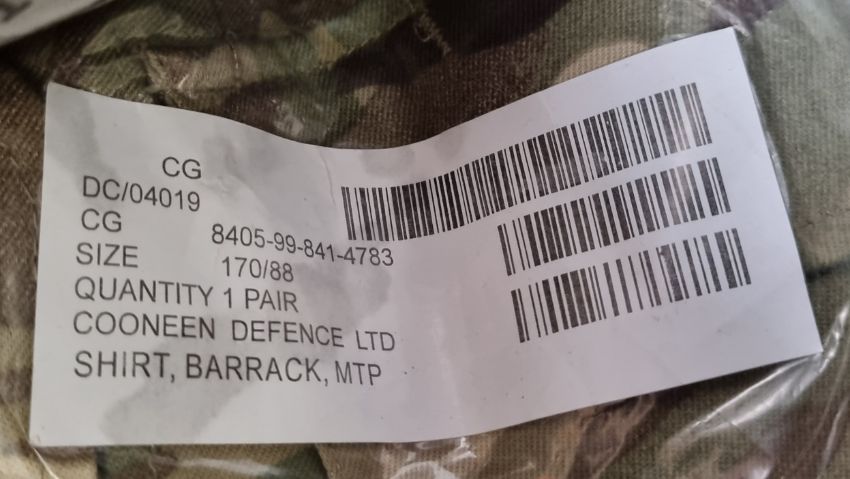 CG
DC/04019
CG 8405-99-841-4783
SIZE 170/88
QUANTITY 1 PAIR
COONEEN DEFENCE LTD
SHIRT, BARRACK, MTP